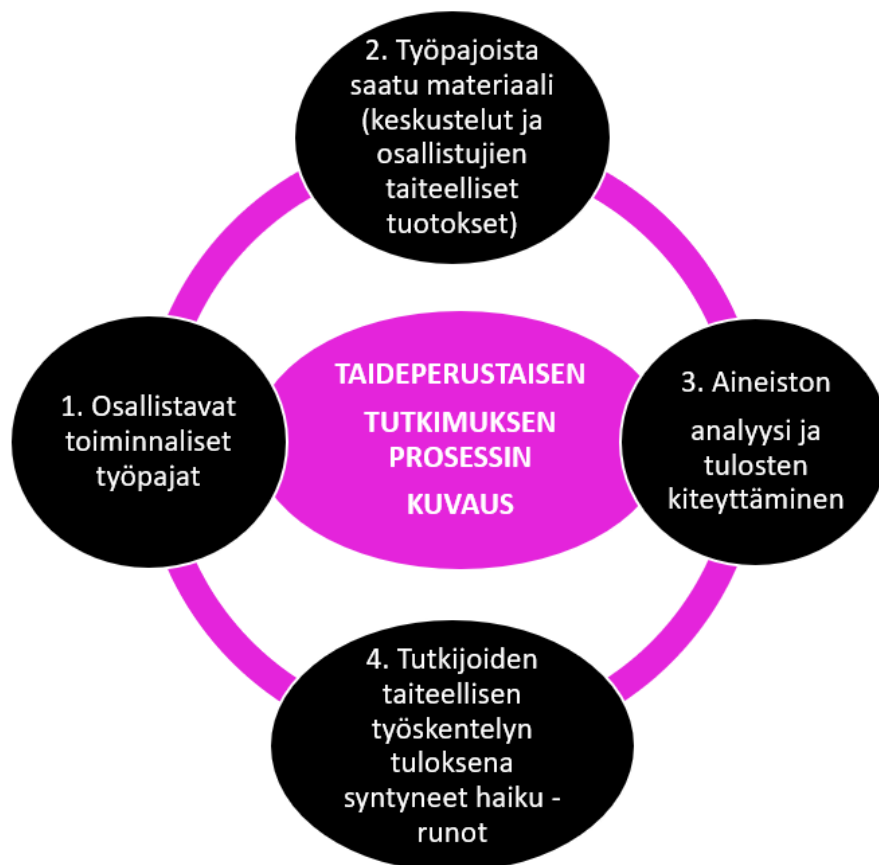 2. Työpajoista
saatu materiaali
(keskustelut ja
osallistujien
taiteelliset
tuotokset)
1. Osallistavat
toiminnalliset
työpajat
TAIDEPERUSTAISEN
TUTKIMUKSEN
PROSESSIN
KUVAUS
3. Aineiston
analyysi ja
tulosten
kiteyttäminen
4. Tutkijoiden
taiteellisen
työskentelyn
tuloksena
syntyneet haiku -
runot